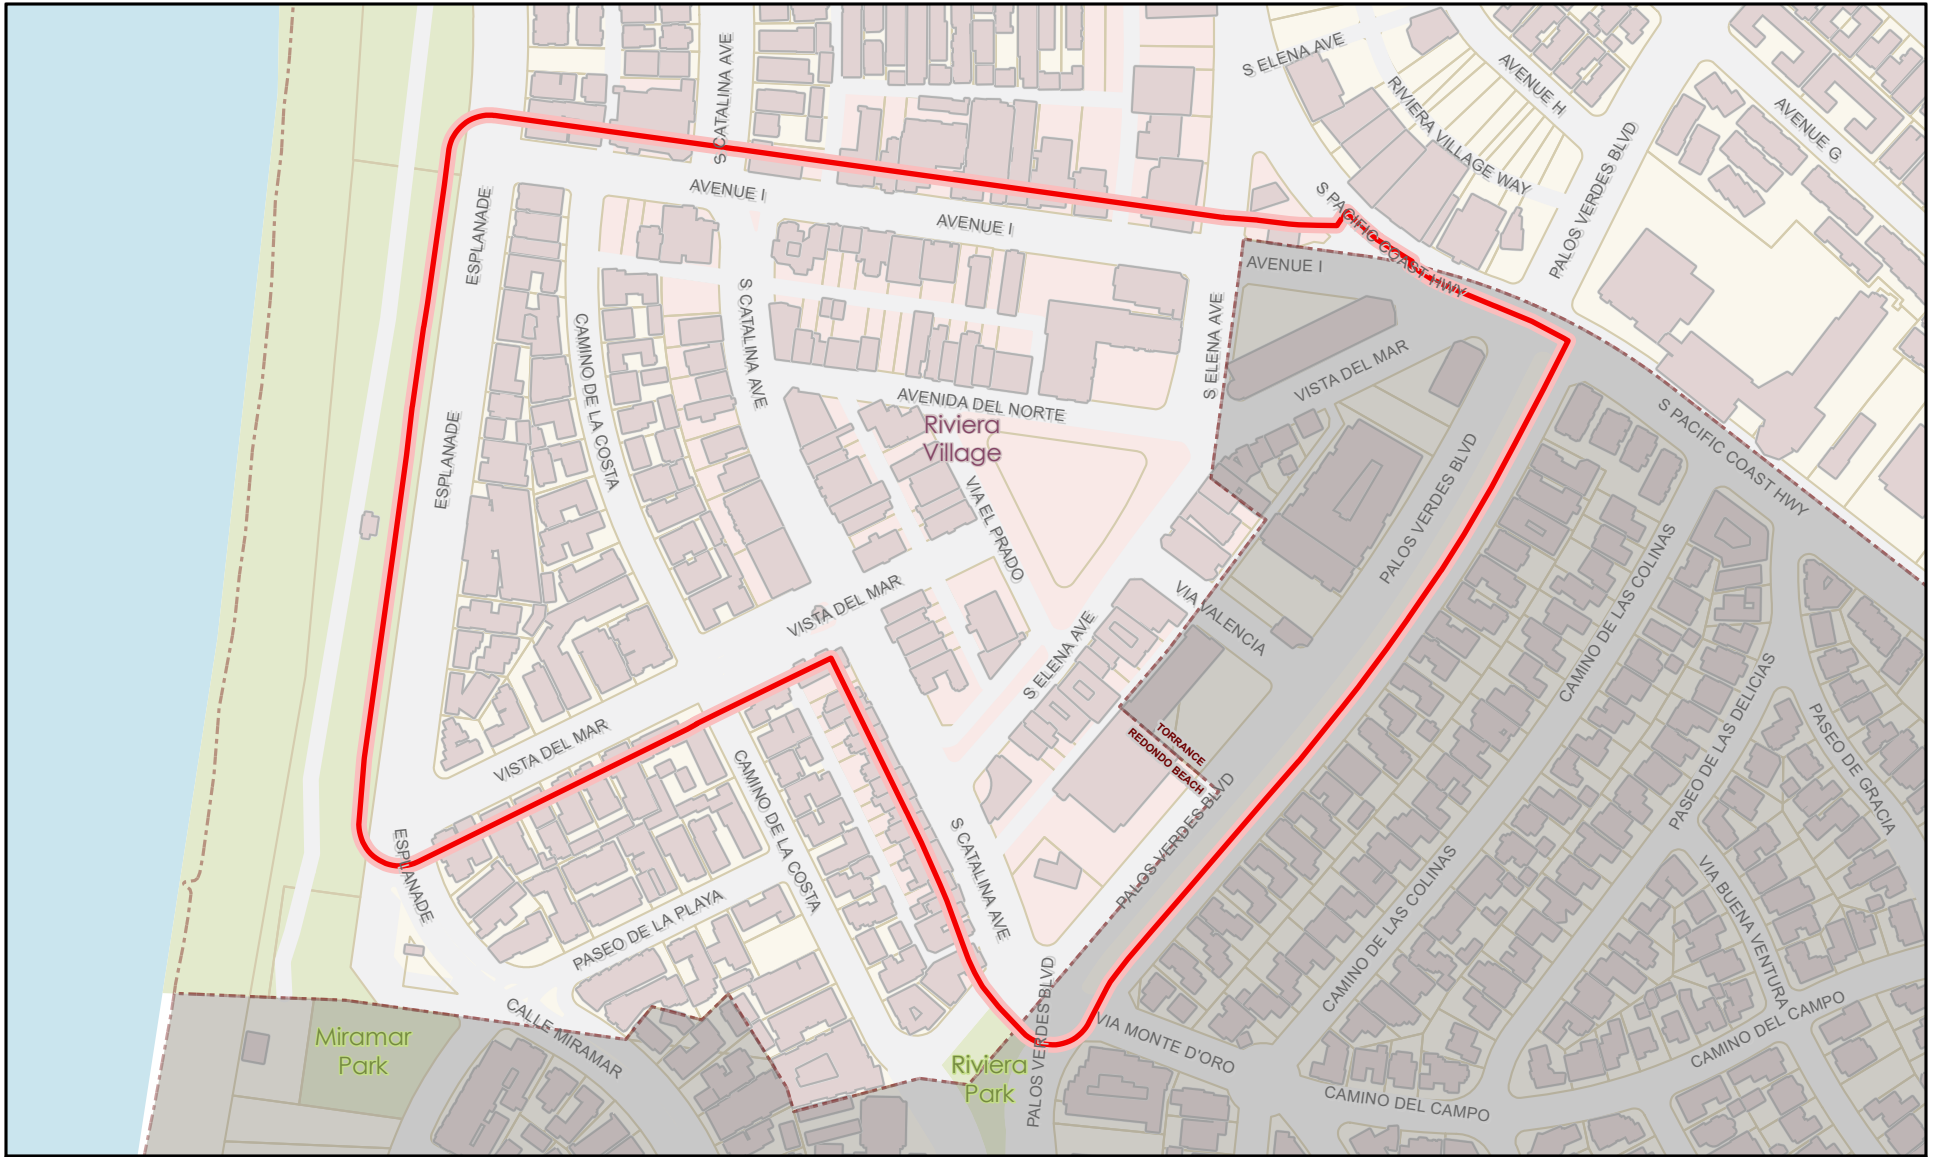 S ELENA AVE
AVENUE H
RIVIERA VILLAGE WAY
AVENUE G
PALOS VERDES BLVD
S CATALINA AVE
AVENUE I
AVENUE I
S PACIFIC COAST HWY
AVENUE I
ESPLANADE
S CATALINA AVE
S ELENA AVE
CAMINO DE LA COSTA
VISTA DEL MAR
AVENIDA DEL NORTE
Riviera
Village
ESPLANADE
S PACIFIC COAST HWY
PALOS VERDES BLVD
VIA EL PRADO
VISTA DEL MAR
VIA VALENCIA
S ELENA AVE
CAMINO DE LAS COLINAS
PASEO DE LAS DELICIAS
PASEO DE GRACIA
VISTA DEL MAR
TORRANCE
REDONDO BEACH
CAMINO DE LA COSTA
PALOS VERDES BLVD
S CATALINA AVE
ESPLANADE
PASEO DE LA PLAYA
CAMINO DE LAS COLINAS
VIA BUENA VENTURA
CALLE MIRAMAR
PALOS VERDES BLVD
VIA MONTE D'ORO
CAMINO DEL CAMPO
Miramar
Park
Riviera
Park
CAMINO DEL CAMPO